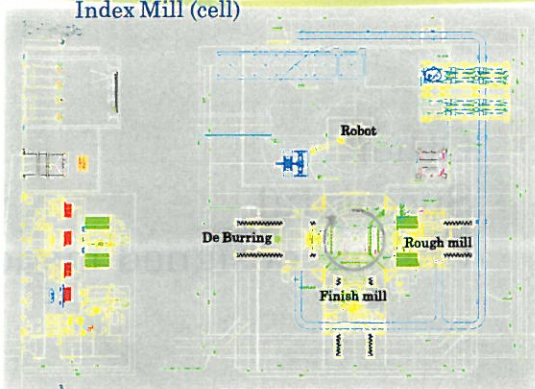 Index Mill (cell)
Robot
De Burring
Rough mill
Finish mill